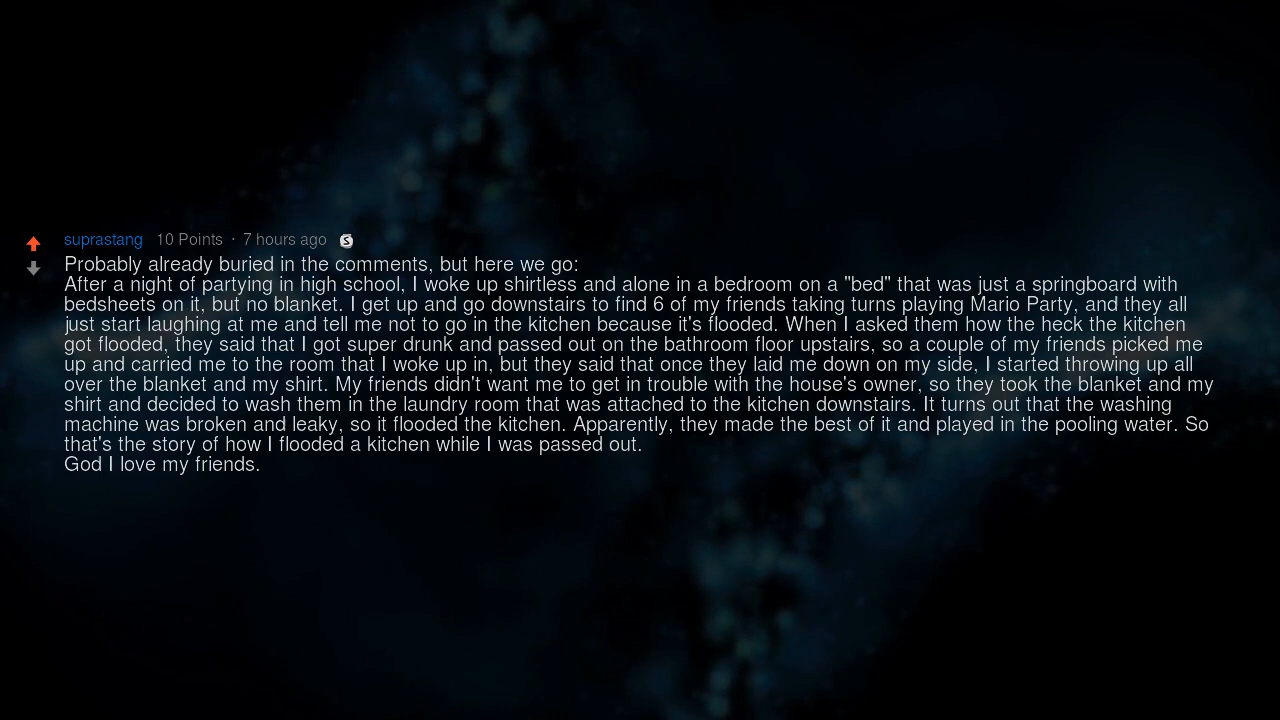 suprastang 10 Points · 7 hours ago S
Probably already buried in the comments, but here we go:
After a night of partying in high school, I woke up shirtless and alone in a bedroom on a "bed" that was just a springboard with
bedsheets on it, but no blanket. I get up and go downstairs to find 6 of my friends taking turns playing Mario Party, and they all
just start laughing at me and tell me not to go in the kitchen because it's flooded. When I asked them how the heck the kitchen
got flooded, they said that I got super drunk and passed out on the bathroom floor upstairs, so a couple of my friends picked me
up and carried me to the room that I woke up in, but they said that once they laid me down on my side, I started throwing up all
over the blanket and my shirt. My friends didn't want me to get in trouble with the house's owner, so they took the blanket and my
shirt and decided to wash them in the laundry room that was attached to the kitchen downstairs. It turns out that the washing
machine was broken and leaky, so it flooded the kitchen. Apparently, they made the best of it and played in the pooling water. So
that's the story of how I flooded a kitchen while I was passed out.
God I love my friends.